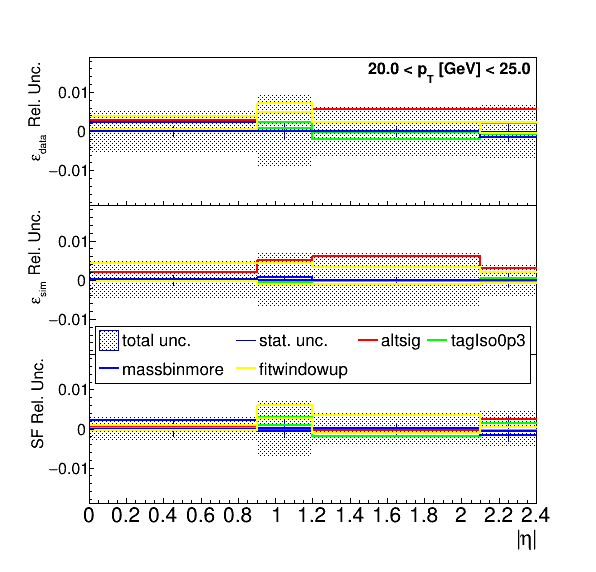 20.0 < pT [GeV] < 25.0
εdata Rel. Unc.
0.01
0
−0.01
εsim Rel. Unc.
0.01
0
−0.01
total unc. stat. unc. altsig tagIso0p3
massbinmore fitwindowup
SF Rel. Unc.
0.01
0
−0.01
0 0.2 0.4 0.6 0.8 1 1.2 1.4 1.6 1.8 2 2.2 2.4
|η|